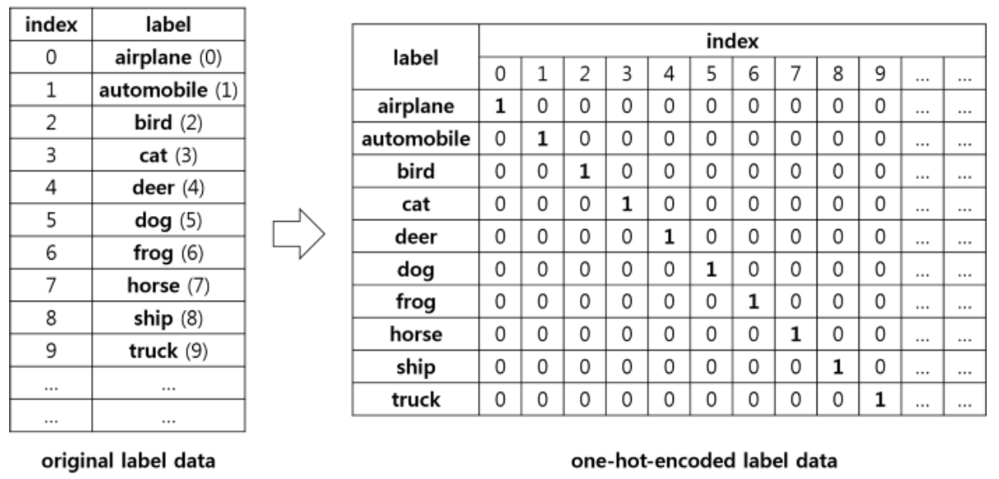 index label
0 airplane (0)
1 automobile (1)
2 bird (2)
3 cat (3)
4 deer (4)
5 dog (5)
6 frog (6)
7 horse (7)
8 ship (8)
9 truck (9)
... ...
... ...
original label data
label index
0 1 2 3 4 5 6 7 8 9 ... ...
airplane 1 0 0 0 0 0 0 0 0 0 ... ...
automobile 0 1 0 0 0 0 0 0 0 0 ... ...
bird 0 0 1 0 0 0 0 0 0 0 ... ...
cat 0 0 0 1 0 0 0 0 0 0 ... ...
deer 0 0 0 0 1 0 0 0 0 0 ... ...
dog 0 0 0 0 0 1 0 0 0 0 ... ...
frog 0 0 0 0 0 0 1 0 0 0 ... ...
horse 0 0 0 0 0 0 0 1 0 0 ... ...
ship 0 0 0 0 0 0 0 0 1 0 ... ...
truck 0 0 0 0 0 0 0 0 0 1 ... ...
one-hot-encoded label data